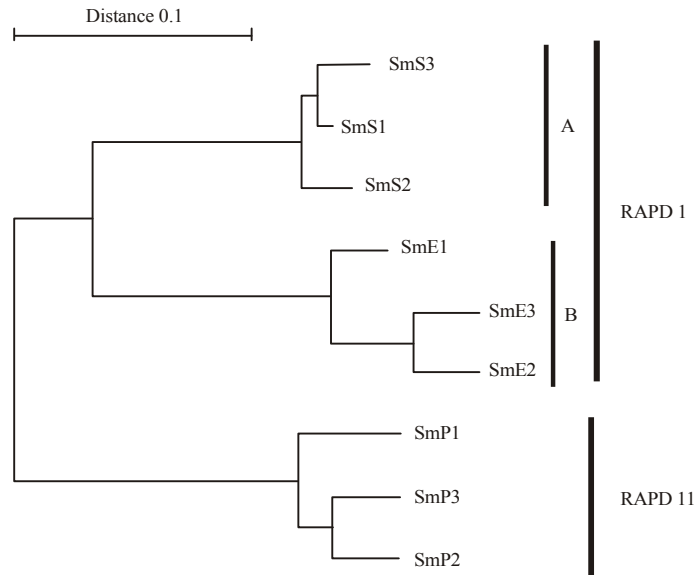 Distance 0.1
SmS3
SmS1
A
SmS2
RAPD 1
SmE1
SmE3
B
SmE2
SmP1
SmP3
RAPD 11
SmP2